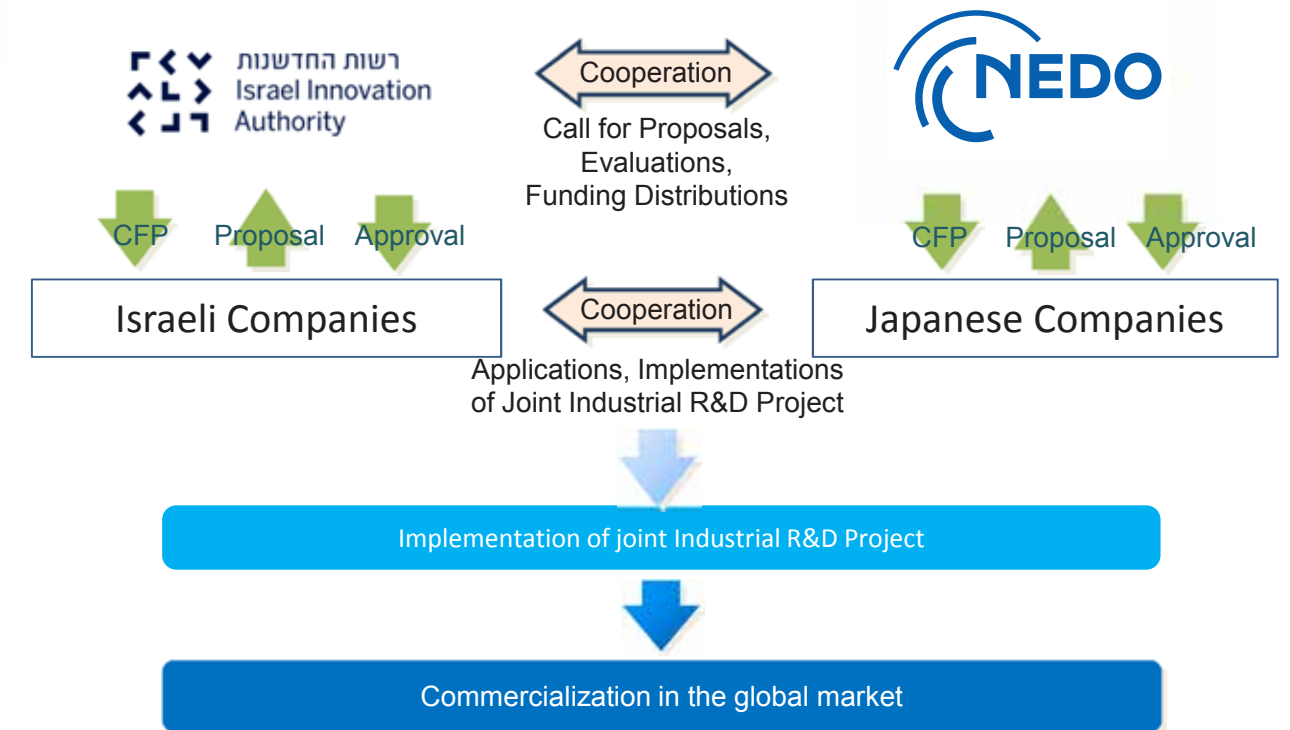 רשות החדשנות
Israel Innovation
Authority
Cooperation
NEDO
Call for Proposals,
Evaluations,
Funding Distributions
CFP
Proposal
Approval
CFP
Proposal
Approval
Israeli Companies
Cooperation
Japanese Companies
Applications, Implementations
of Joint Industrial R&D Project
Implementation of joint Industrial R&D Project
Commercialization in the global market